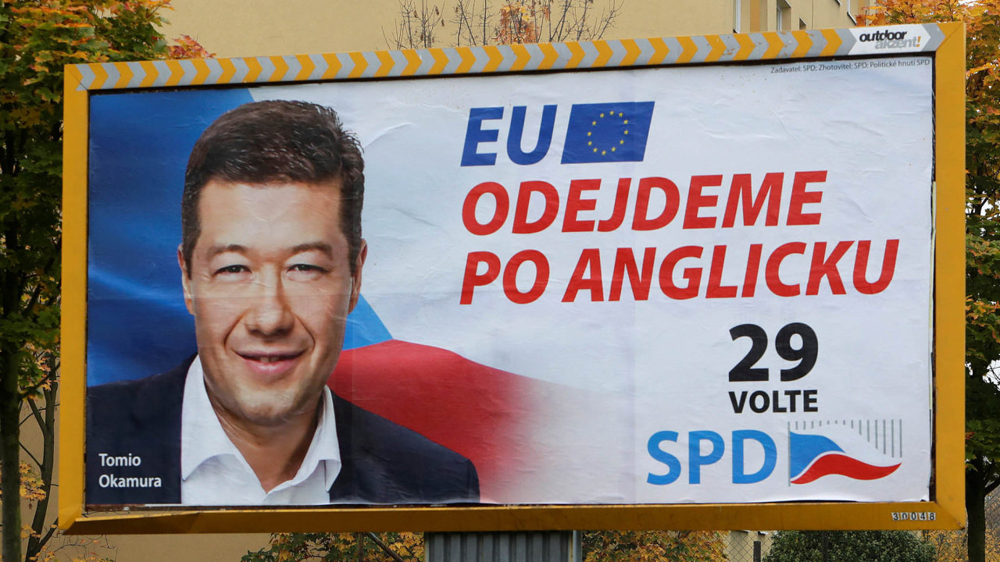 outdoor
akzent!
Zadavatel: SPD; Zhotovitel: SPD; Politické hnutí SPD
EU
ODEJDEME
PO ANGLICKU
29
VOLTE
SPD
Tomio
Okamura
30048